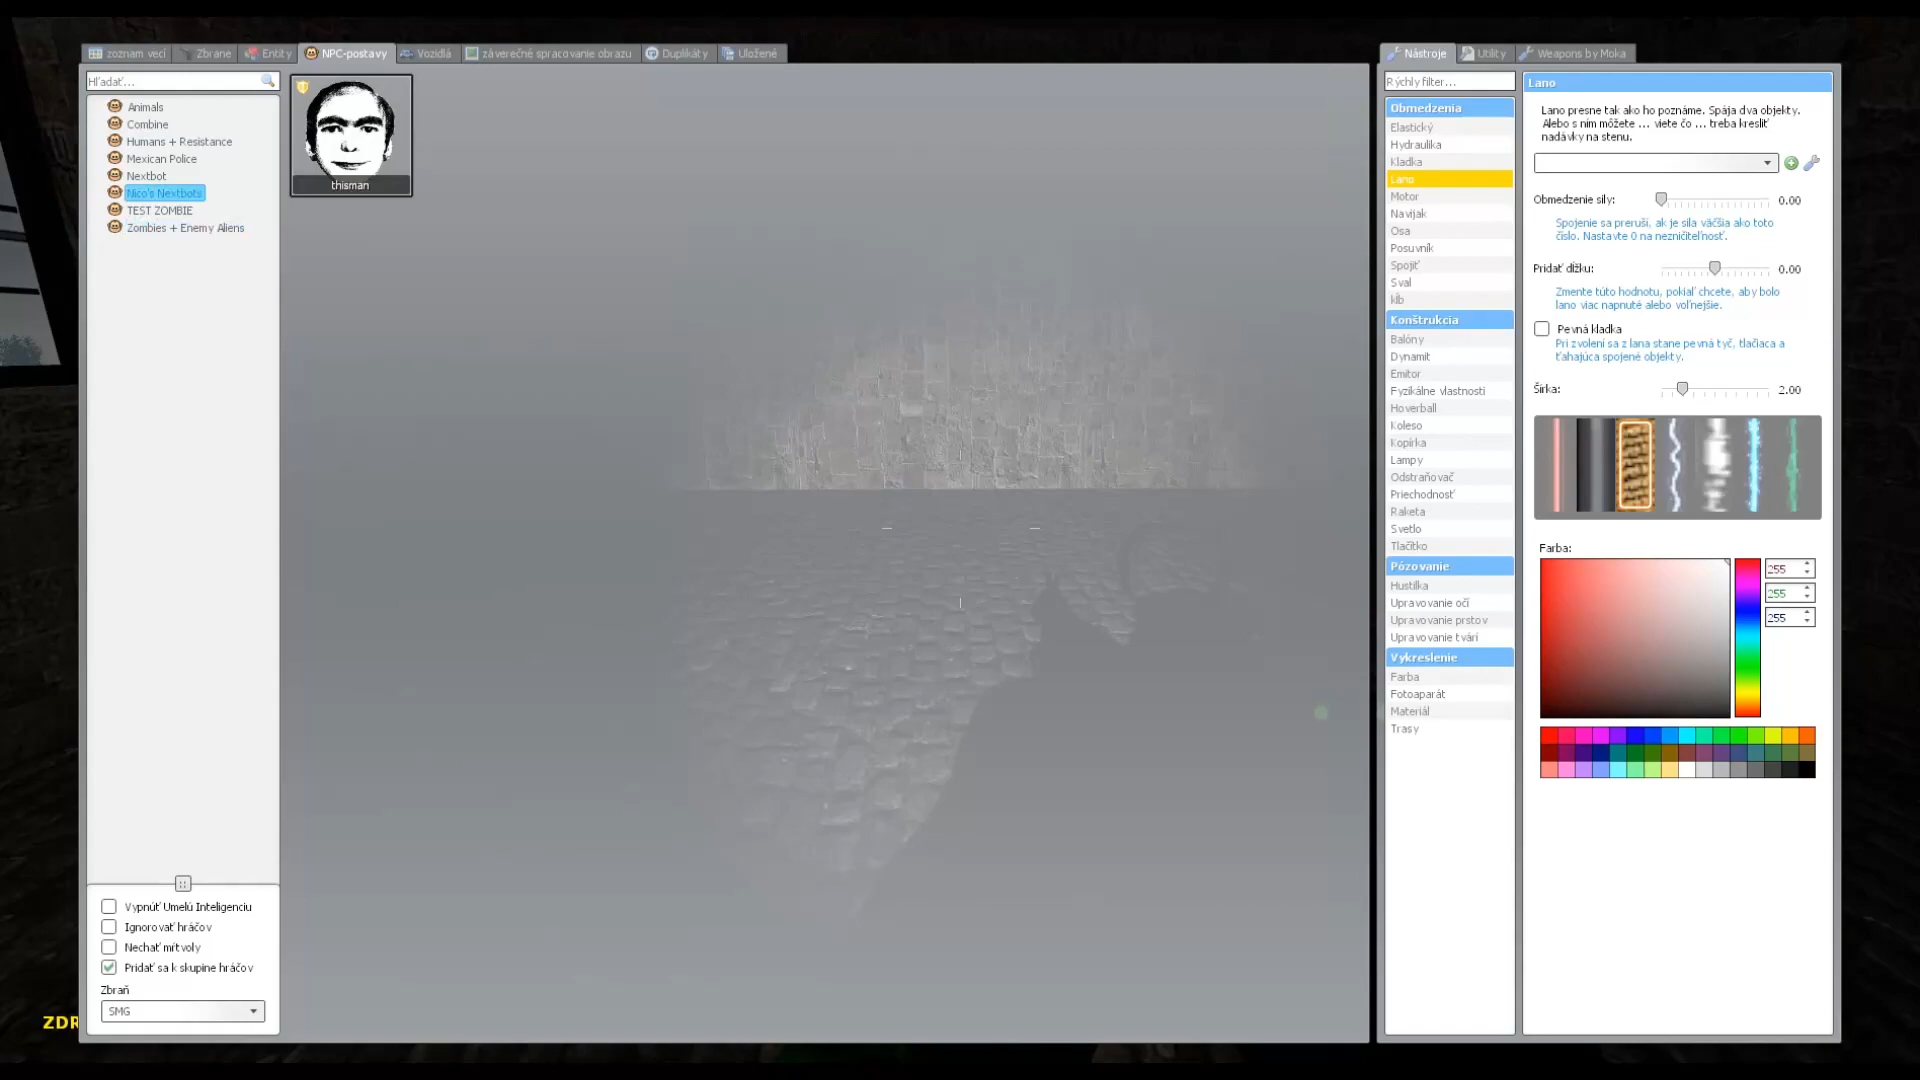 zoznam vecí
Zbrane
Entity
NPC-postavy
Vozidlá
záverečné spracovanie obrazu
Duplikáty
Uložené
Nástroje
Utility
Weapons by Moka
Hľadať...
Animals
Combine
Humans + Resistance
Mexican Police
Nextbot
Nico's Nextbots
TEST ZOMBIE
Zombies + Enemy Aliens
thisman
Vypnúť Umelú Inteligenciu
Ignorovať hráčov
Nechať mŕtvoly
Pridať sa k skupine hráčov
Zbraň
SMG
ZDR
Rýchly filter...
Obmedzenia
Elastický
Hydraulika
Kladka
Lano
Motor
Navijak
Osa
Posuvník
Spojiť
Sval
kĺb
Konštrukcia
Balóny
Dynamit
Emitor
Fyzikálne vlastnosti
Hoverball
Koleso
Kopírka
Lampy
Odstraňovač
Priechodnosť
Raketa
Svetlo
Tlačítko
Pózovanie
Hustilka
Upravovanie očí
Upravovanie prstov
Upravovanie tvári
Vykreslenie
Farba
Fotoaparát
Materiál
Trasy
Lano
Lano presne tak ako ho poznáme. Spája dva objekty.
Alebo s ním môžete ... viete čo ... treba kresliť
nadávky na stenu.
Obmedzenie sily:
0.00
Spojenie sa preruší, ak je sila väčšia ako toto
číslo. Nastavte 0 na nezničiteľnosť.
Pridať dĺžku:
0.00
Zmente túto hodnotu, pokiaľ chcete, aby bolo
lano viac napnuté alebo voľnejšie.
Pevná kladka
Pri zvolení sa z lana stane pevná tyč, tlačiaca a
ťahajúca spojené objekty.
Šírka:
2.00
Farba:
255
255
255